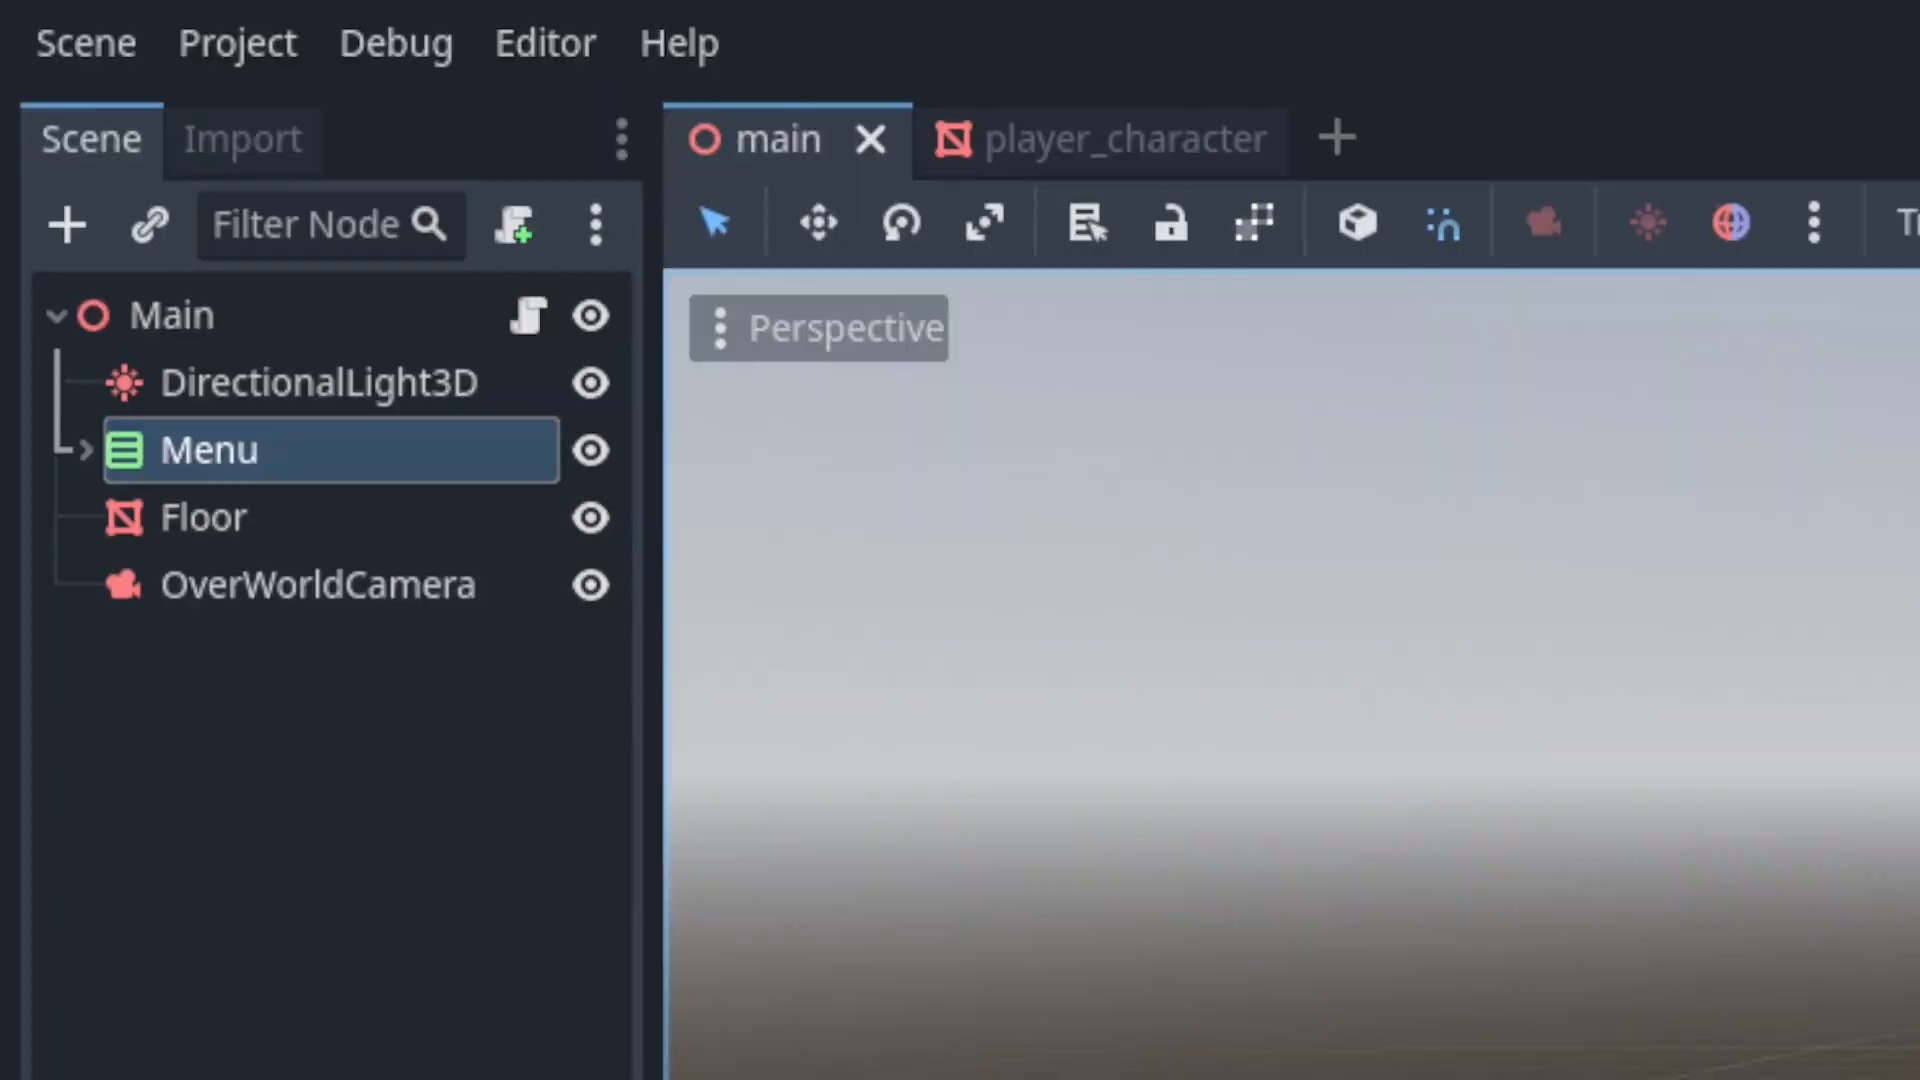 Scene Project Debug Editor Help
Scene Import
main player_character
Filter Node
Main
DirectionalLight3D
Menu
Floor
OverWorldCamera
Perspective